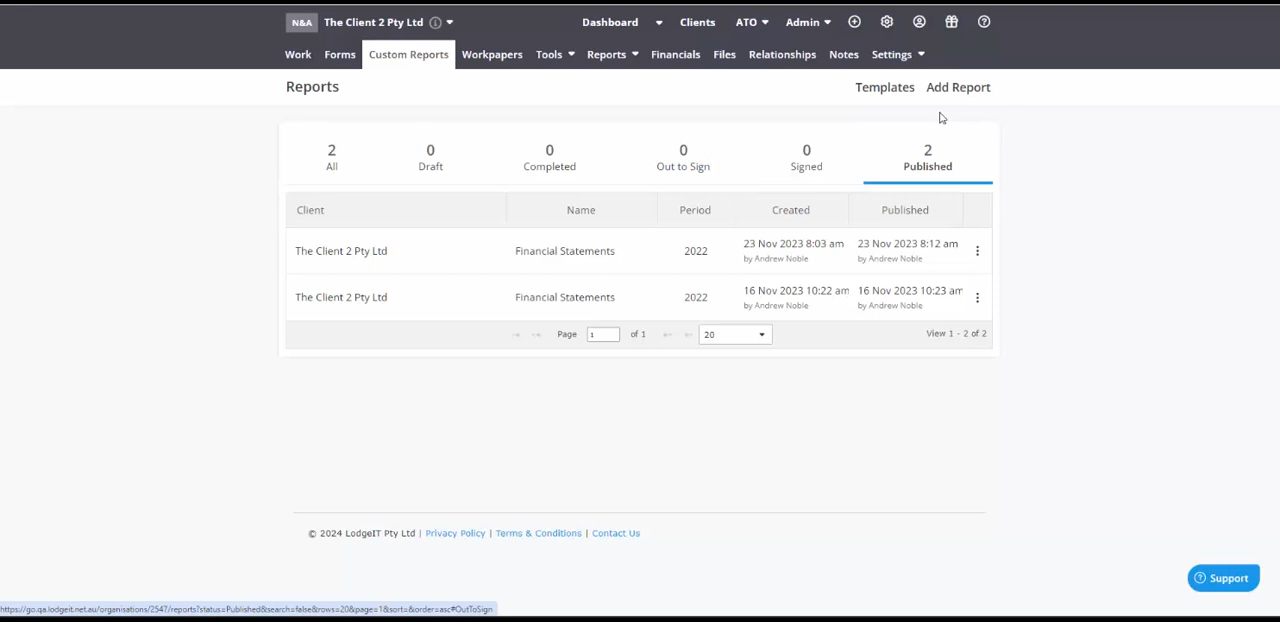 N&A The Client 2 Pty Ltd Dashboard Clients ATO Admin
Work Forms Custom Reports Workpapers Tools Reports Financials Files Relationships Notes Settings
Reports Templates Add Report
2 0 0 0 0 2
All Draft Completed Out to Sign Signed Published
Client Name Period Created Published
The Client 2 Pty Ltd Financial Statements 2022 23 Nov 2023 8:03 am 23 Nov 2023 8:12 am
by Andrew Noble by Andrew Noble
The Client 2 Pty Ltd Financial Statements 2022 16 Nov 2023 10:22 am 16 Nov 2023 10:23 am
by Andrew Noble by Andrew Noble
Page 1 of 1 20 View 1 - 2 of 2
© 2024 LodgeIT Pty Ltd | Privacy Policy | Terms & Conditions | Contact Us
Support
https://go.qa.lodgeit.net.au/organisations/2547/reports?status=Published&search=false&rows=20&page=1&sort=&order=asc#OutToSign